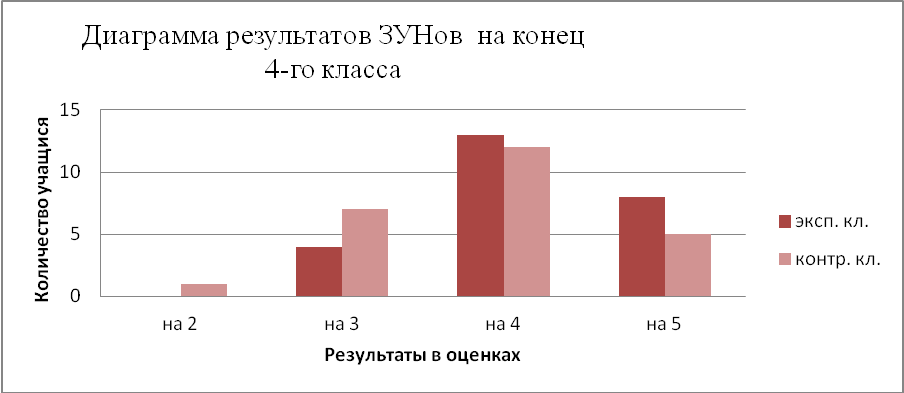 Диаграмма результатов ЗУНов на конец
4-го класса
Количество учащися
15
10
5
0
на 2
на 3
на 4
на 5
Результаты в оценках
эксп. кл.
контр. кл.